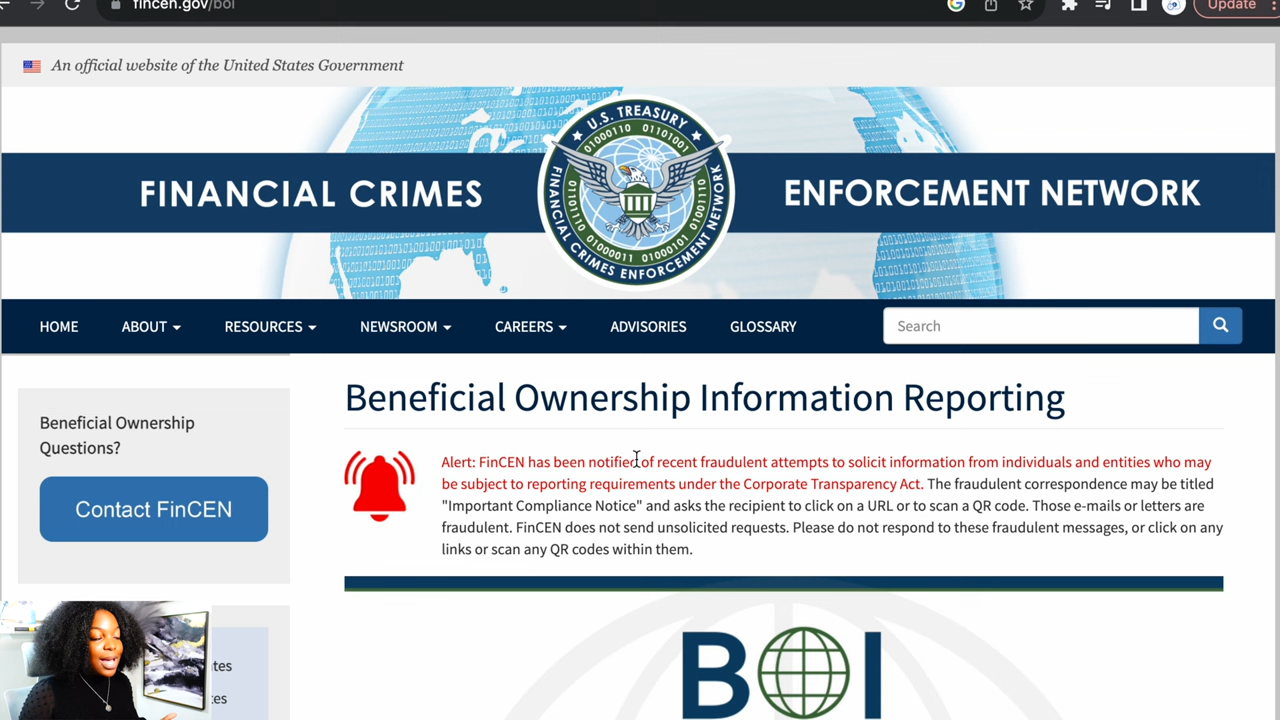 fincen.gov/boi
Update
An official website of the United States Government
FINANCIAL CRIMES
ENFORCEMENT NETWORK
U.S. TREASURY
01000110 01101001
01101110
01000011 01110010
FINANCIAL CRIMES ENFORCEMENT NETWORK
HOME
ABOUT
RESOURCES
NEWSROOM
CAREERS
ADVISORIES
GLOSSARY
Search
Beneficial Ownership
Questions?
Contact FinCEN
Beneficial Ownership Information Reporting
Alert: FinCEN has been notified of recent fraudulent attempts to solicit information from individuals and entities who may
be subject to reporting requirements under the Corporate Transparency Act. The fraudulent correspondence may be titled
"Important Compliance Notice" and asks the recipient to click on a URL or to scan a QR code. Those e-mails or letters are
fraudulent. FinCEN does not send unsolicited requests. Please do not respond to these fraudulent messages, or click on any
links or scan any QR codes within them.
BOI